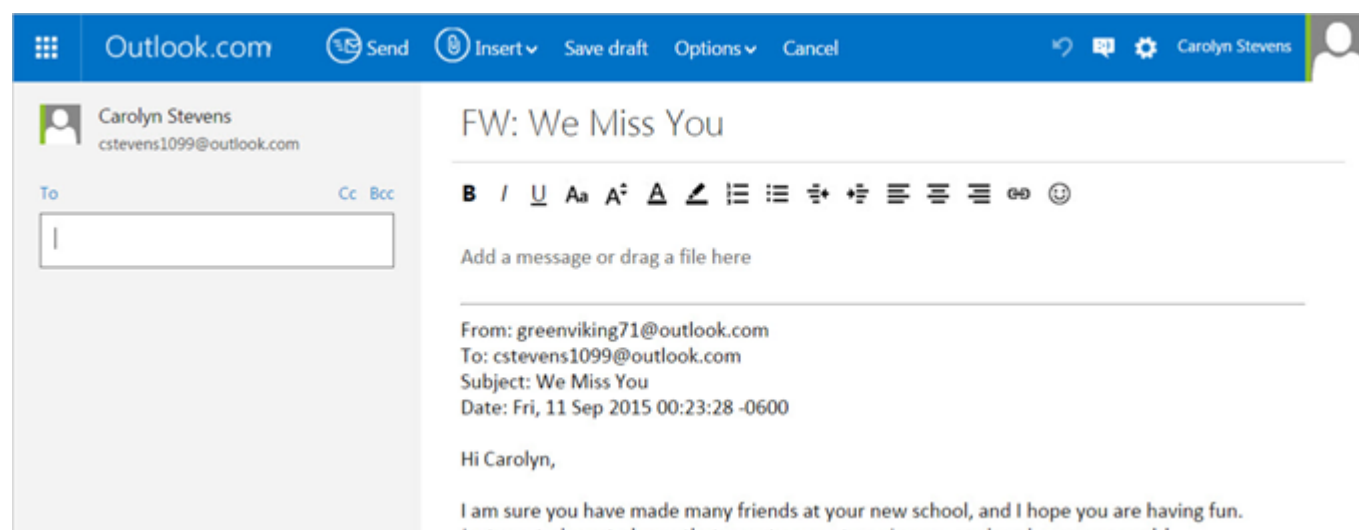 Outlook.com Send Insert Save draft Options Cancel Carolyn Stevens
Carolyn Stevens
cstevens1099@outlook.com
To Cc Bcc
FW: We Miss You
B I U Aa A A
Add a message or drag a file here
From: greenviking71@outlook.com
To: cstevens1099@outlook.com
Subject: We Miss You
Date: Fri, 11 Sep 2015 00:23:28 -0600
Hi Carolyn,
I am sure you have made many friends at your new school, and I hope you are having fun.